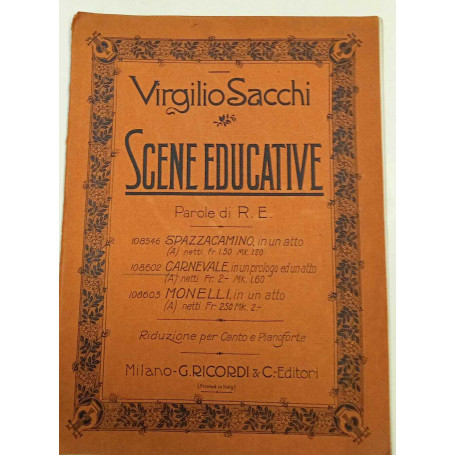 Virgilio Sacchi
SCENE EDUCATIVE
Parole di R. E.
108546 SPAZZACAMINO, in un atto
(A) netti Fr. 1.50 Mk. 1.20
108602 CARNEVALE, in un prologo ed un atto
(A) netti Fr. 2- Mk. 1.60
108603 MONELLI, in un atto
(A) netti Fr. 2.50 Mk. 2-
Riduzione per Canto e Pianoforte
Milano-G. RICORDI & C.-Editori
(Printed in Italy)